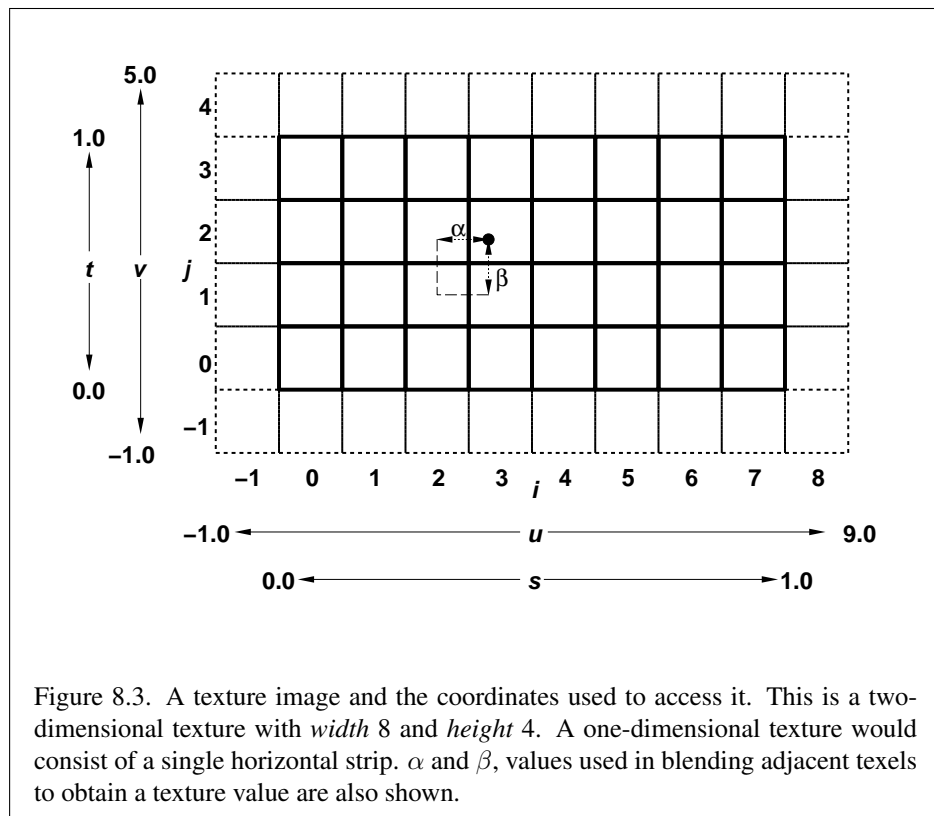 5.0
4
1.0
3
α
2
t v j
β
1
0
0.0
−1
−1.0
−1 0 1 2 3 4 5 6 7 8
i
−1.0 u 9.0
0.0 s 1.0
Figure 8.3. A texture image and the coordinates used to access it. This is a two-
dimensional texture with width 8 and height 4. A one-dimensional texture would
consist of a single horizontal strip. α and β, values used in blending adjacent texels
to obtain a texture value are also shown.